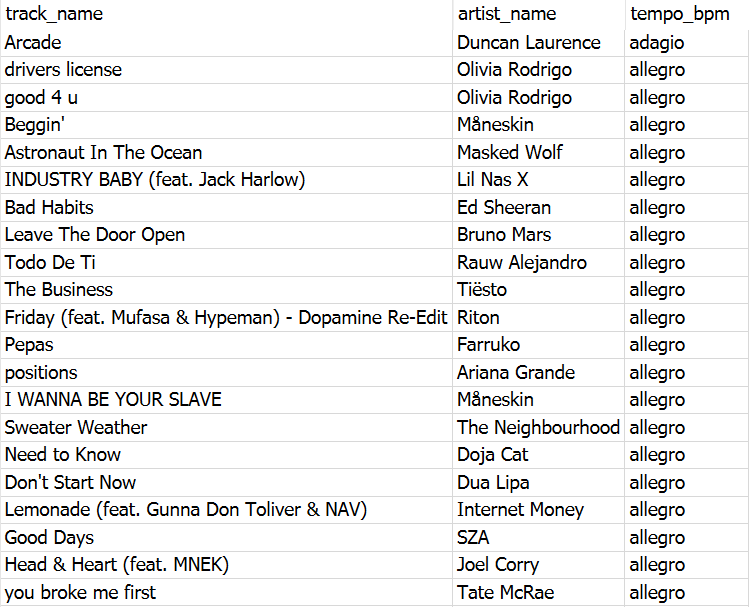 track_name artist_name tempo_bpm
Arcade Duncan Laurence adagio
drivers license Olivia Rodrigo allegro
good 4 u Olivia Rodrigo allegro
Beggin' Måneskin allegro
Astronaut In The Ocean Masked Wolf allegro
INDUSTRY BABY (feat. Jack Harlow) Lil Nas X allegro
Bad Habits Ed Sheeran allegro
Leave The Door Open Bruno Mars allegro
Todo De Ti Rauw Alejandro allegro
The Business Tiësto allegro
Friday (feat. Mufasa & Hypeman) - Dopamine Re-Edit Riton allegro
Pepas Farruko allegro
positions Ariana Grande allegro
I WANNA BE YOUR SLAVE Måneskin allegro
Sweater Weather The Neighbourhood allegro
Need to Know Doja Cat allegro
Don't Start Now Dua Lipa allegro
Lemonade (feat. Gunna Don Toliver & NAV) Internet Money allegro
Good Days SZA allegro
Head & Heart (feat. MNEK) Joel Corry allegro
you broke me first Tate McRae allegro